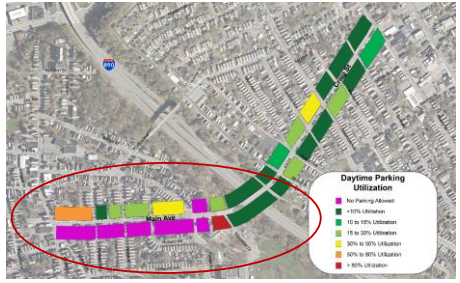 890
Main Ave
Daytime Parking
Utilization
No Parking Allowed
<10% Utilization
10 to 15% Utilization
15 to 30% Utilization
30% to 50% Utilization
50% to 80% Utilization
> 80% Utilization